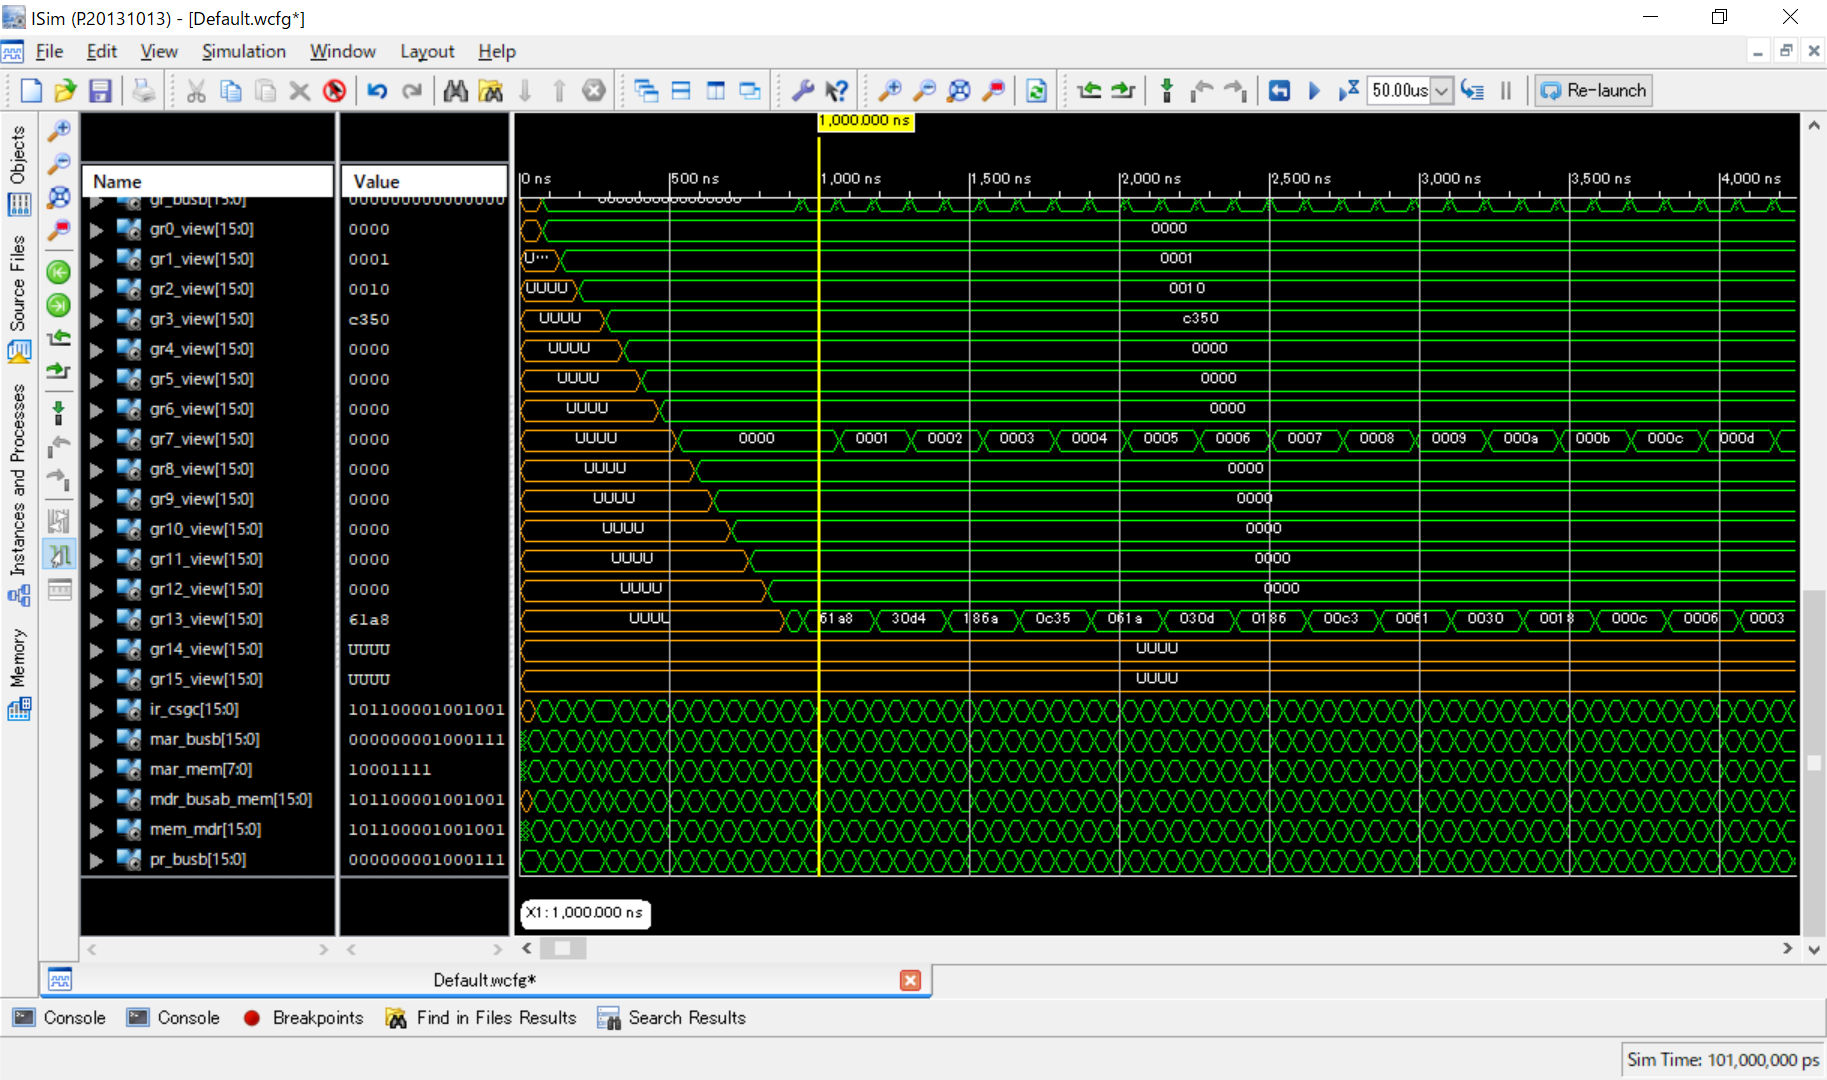 ISim (P.20131013) - [Default.wcfg*]
File Edit View Simulation Window Layout Help
50.00us Re-launch
Objects
Source Files
Instances and Processes
Memory
1,000.000 ns
Name Value
0 ns 500 ns 1,000 ns 1,500 ns 2,000 ns 2,500 ns 3,000 ns 3,500 ns 4,000 ns
gr_busb[15:0] 0000000000000000 0000000000000000
gr0_view[15:0] 0000 0000
gr1_view[15:0] 0001 U... 0001
gr2_view[15:0] 0010 UUUU 0010
gr3_view[15:0] c350 UUUU c350
gr4_view[15:0] 0000 UUUU 0000
gr5_view[15:0] 0000 UUUU 0000
gr6_view[15:0] 0000 UUUU 0000
gr7_view[15:0] 0000 UUUU 0000 0001 0002 0003 0004 0005 0006 0007 0008 0009 000a 000b 000c 000d
gr8_view[15:0] 0000 UUUU 0000
gr9_view[15:0] 0000 UUUU 0000
gr10_view[15:0] 0000 UUUU 0000
gr11_view[15:0] 0000 UUUU 0000
gr12_view[15:0] 0000 UUUU 0000
gr13_view[15:0] 61a8 UUUU 61a8 30d4 186a 0c35 061a 030d 0186 00c3 0061 0030 0018 000c 0006 0003
gr14_view[15:0] UUUU UUUU
gr15_view[15:0] UUUU UUUU
ir_csgc[15:0] 101100001001001
mar_busb[15:0] 000000001000111
mar_mem[7:0] 10001111
mdr_busab_mem[15:0] 101100001001001
mem_mdr[15:0] 101100001001001
pr_busb[15:0] 000000001000111
X1: 1,000.000 ns
Default.wcfg*
Console Console Breakpoints Find in Files Results Search Results
Sim Time: 101,000,000 ps